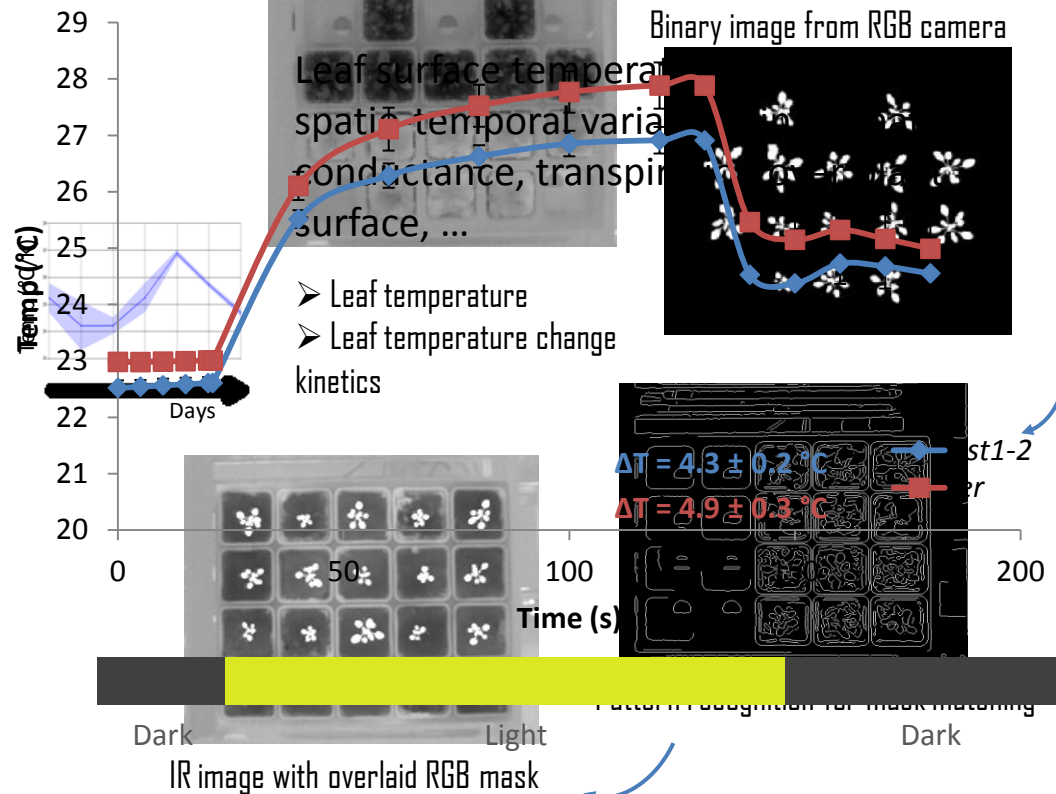 29
Binary image from RGB camera
28
Leaf surface temperat
27
spatio-temporal varia
26
conductance, transpir
surface, ...
25
Temp (°C)
24
➢ Leaf temperature
➢ Leaf temperature change
kinetics
23
Days
22
21
ΔT = 4.3 ± 0.2 °C
st1-2
ΔT = 4.9 ± 0.3 °C
er
20
0
50
100
200
Time (s)
Pattern recognition for mask matching
Dark
Light
Dark
IR image with overlaid RGB mask